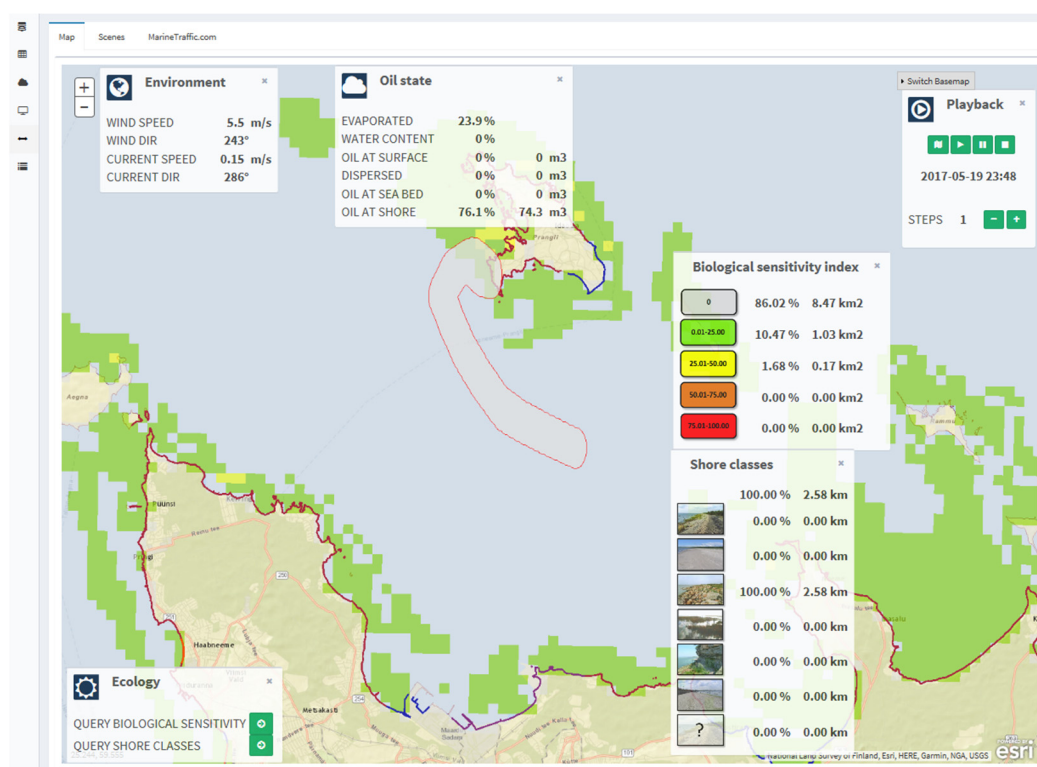 Map Scenes MarineTraffic.com
+
−
Environment ×
WIND SPEED 5.5 m/s
WIND DIR 243°
CURRENT SPEED 0.15 m/s
CURRENT DIR 286°
Oil state ×
EVAPORATED 23.9%
WATER CONTENT 0%
OIL AT SURFACE 0% 0 m3
DISPERSED 0% 0 m3
OIL AT SEA BED 0% 0 m3
OIL AT SHORE 76.1% 74.3 m3
Switch Basemap
Playback ×
2017-05-19 23:48
STEPS 1 − +
Prangli
Biological sensitivity index ×
0 86.02 % 8.47 km2
0.01-25.00 10.47 % 1.03 km2
25.01-50.00 1.68 % 0.17 km2
50.01-75.00 0.00 % 0.00 km2
75.01-100.00 0.00 % 0.00 km2
Aegna
Shore classes ×
100.00 % 2.58 km
0.00 % 0.00 km
0.00 % 0.00 km
100.00 % 2.58 km
0.00 % 0.00 km
0.00 % 0.00 km
0.00 % 0.00 km
? 0.00 % 0.00 km
Püünsi
250
Haabneeme
Metsakasti
254
Muuga
Sadam
101
Ecology ×
QUERY BIOLOGICAL SENSITIVITY
QUERY SHORE CLASSES
National Land Survey of Finland, Esri, HERE, Garmin, NGA, USGS
esri